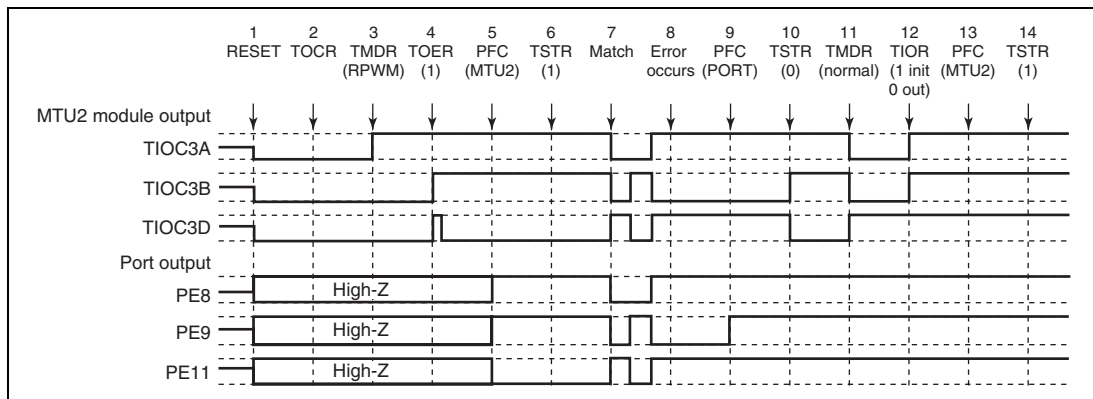 1 2 3 4 5 6 7 8 9 10 11 12 13 14
RESET TOCR TMDR TOER PFC TSTR Match Error PFC TSTR TMDR TIOR PFC TSTR
(RPWM) (1) (MTU2) (1) occurs (PORT) (0) (normal) (1 init (MTU2) (1)
0 out)
MTU2 module output
TIOC3A
TIOC3B
TIOC3D
Port output
PE8 High-Z
PE9 High-Z
PE11 High-Z